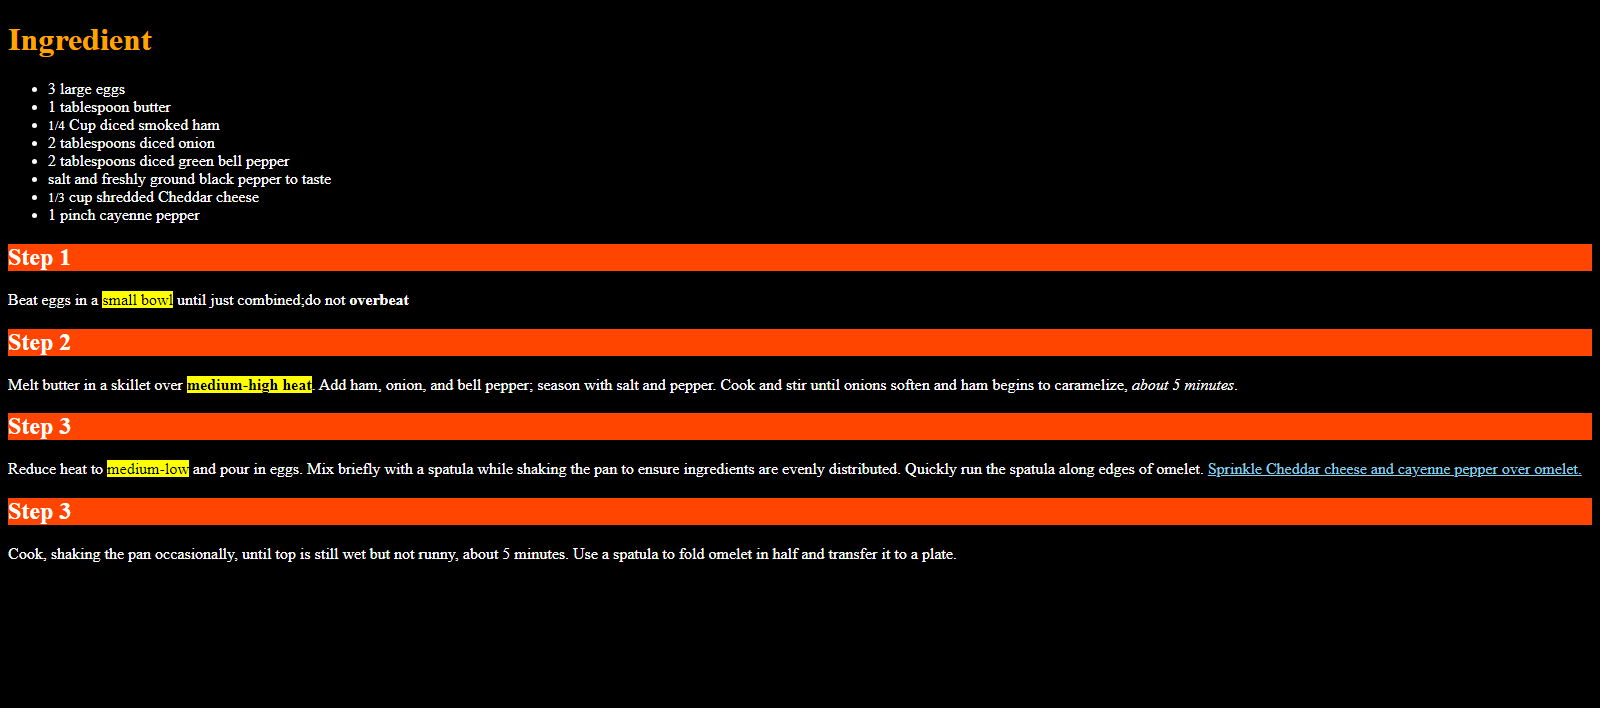 Ingredient
3 large eggs
1 tablespoon butter
1/4 Cup diced smoked ham
2 tablespoons diced onion
2 tablespoons diced green bell pepper
salt and freshly ground black pepper to taste
1/3 cup shredded Cheddar cheese
1 pinch cayenne pepper
Step 1
Beat eggs in a small bowl until just combined;do not overbeat
Step 2
Melt butter in a skillet over medium-high heat. Add ham, onion, and bell pepper; season with salt and pepper. Cook and stir until onions soften and ham begins to caramelize, about 5 minutes.
Step 3
Reduce heat to medium-low and pour in eggs. Mix briefly with a spatula while shaking the pan to ensure ingredients are evenly distributed. Quickly run the spatula along edges of omelet. Sprinkle Cheddar cheese and cayenne pepper over omelet.
Step 3
Cook, shaking the pan occasionally, until top is still wet but not runny, about 5 minutes. Use a spatula to fold omelet in half and transfer it to a plate.